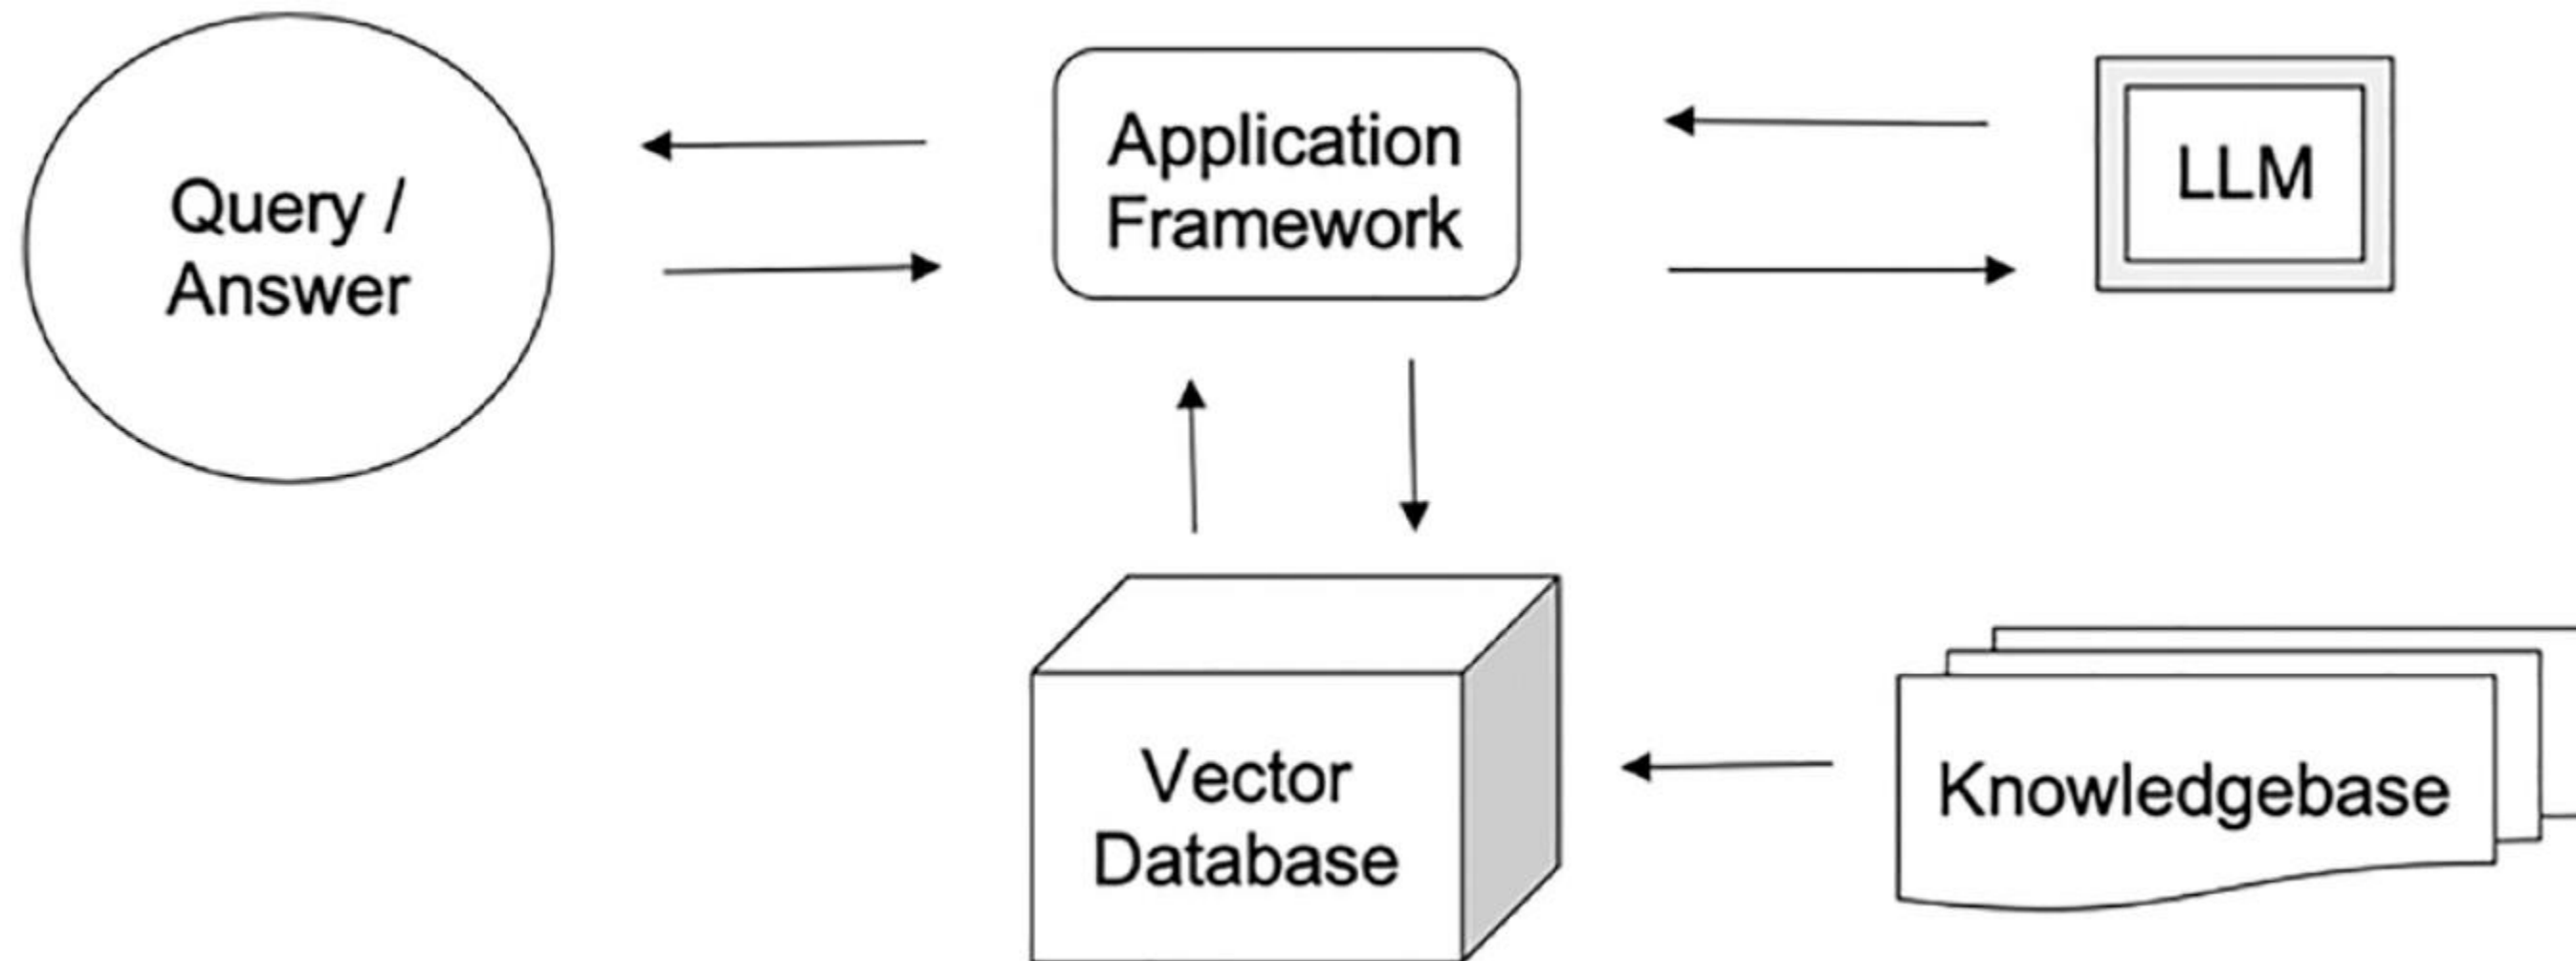 Query /
Answer
Application
Framework
LLM
Vector
Database
Knowledgebase